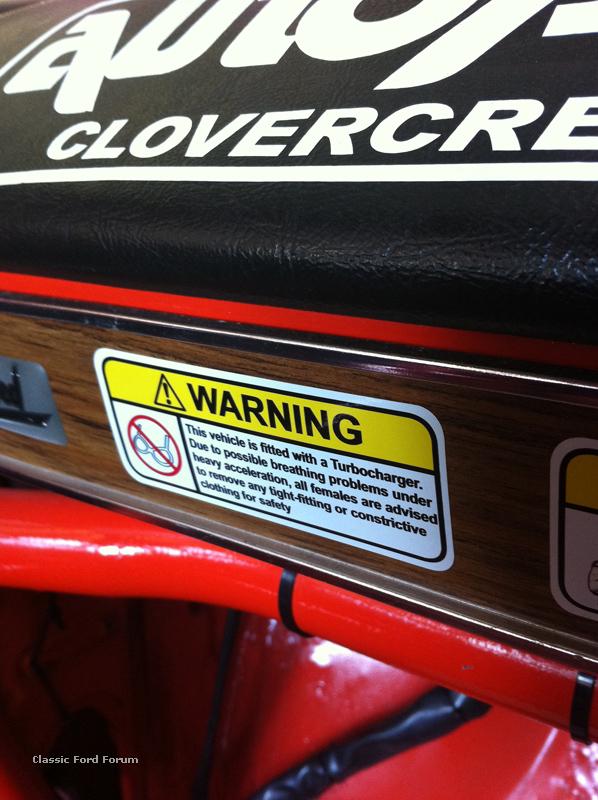 CLOVERCRE
WARNING
This vehicle is fitted with a Turbocharger.
Due to possible breathing problems under
heavy acceleration, all females are advised
to remove any tight-fitting or constrictive
clothing for safety
Classic Ford Forum